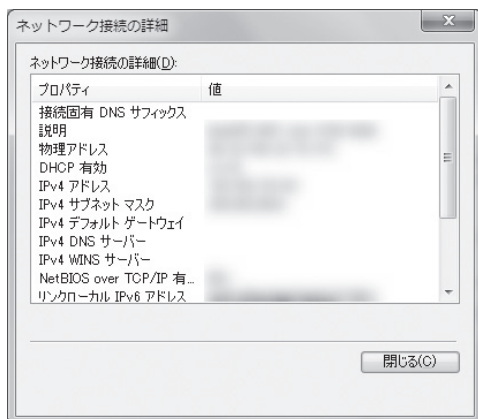 ネットワーク接続の詳細
ネットワーク接続の詳細(D):
プロパティ 値
接続固有 DNS サフィックス
説明
物理アドレス
DHCP 有効
IPv4 アドレス
IPv4 サブネット マスク
IPv4 デフォルト ゲートウェイ
IPv4 DNS サーバー
IPv4 WINS サーバー
NetBIOS over TCP/IP 有...
リンクローカル IPv6 アドレス
閉じる(C)